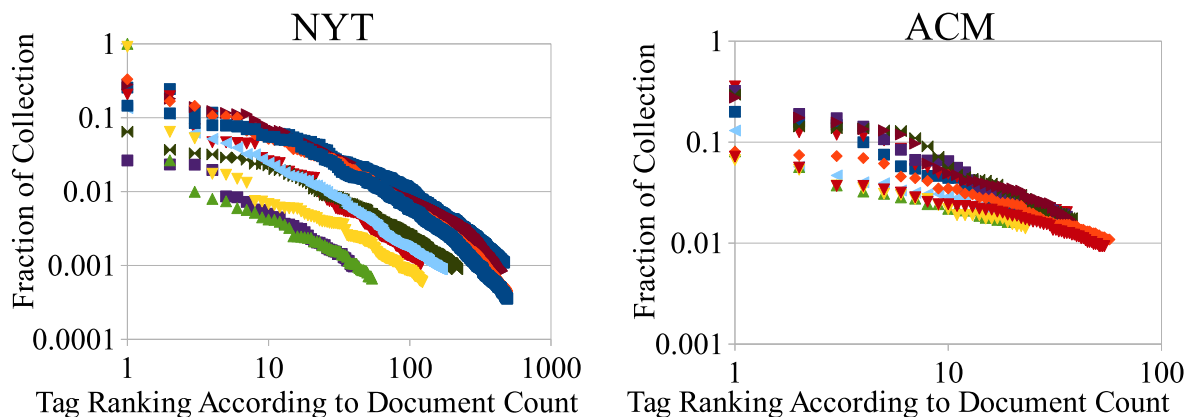 NYT
1
0.1
0.01
0.001
0.0001
Fraction of Collection
1 10 100 1000
Tag Ranking According to Document Count
ACM
1
0.1
0.01
0.001
Fraction of Collection
1 10 100
Tag Ranking According to Document Count